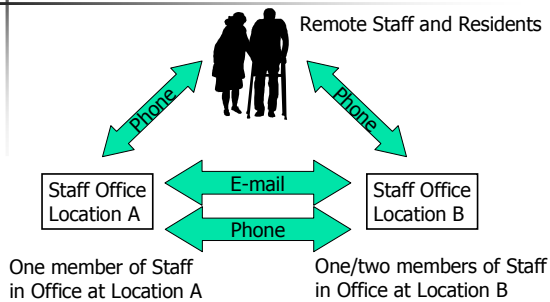 Remote Staff and Residents
Phone
Phone
Staff Office
Location A
E-mail
Phone
Staff Office
Location B
One member of Staff
in Office at Location A
One/two members of Staff
in Office at Location B